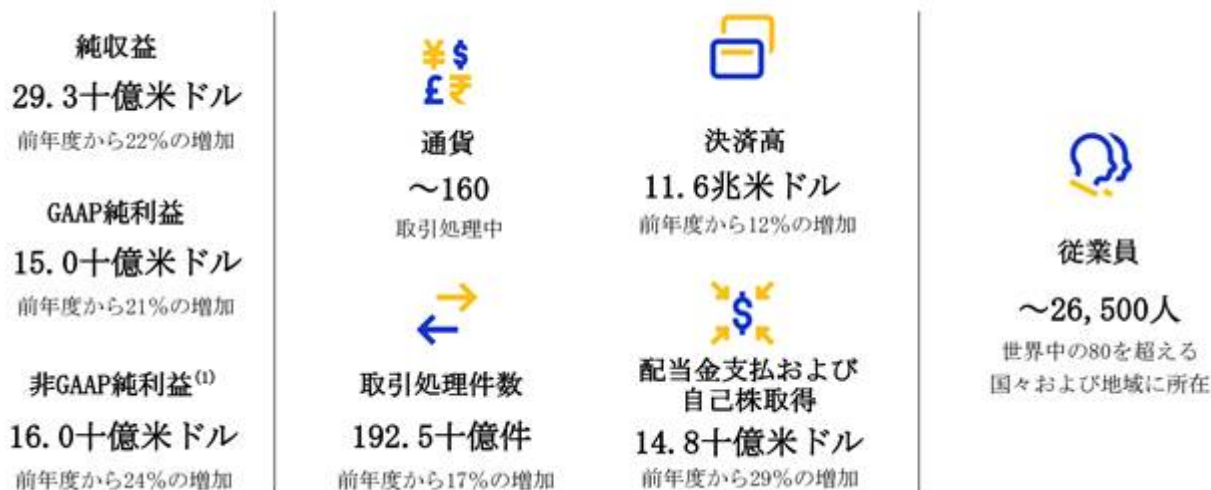 純収益
29.3十億米ドル
前年度から22%の増加
GAAP純利益
15.0十億米ドル
前年度から21%の増加
非GAAP純利益(1)
16.0十億米ドル
前年度から24%の増加
¥ $
£ ₹
通貨
～160
取引処理中
取引処理件数
192.5十億件
前年度から17%の増加
決済高
11.6兆米ドル
前年度から12%の増加
$
配当金支払および
自己株取得
14.8十億米ドル
前年度から29%の増加
従業員
～26,500人
世界中の80を超える
国々および地域に所在